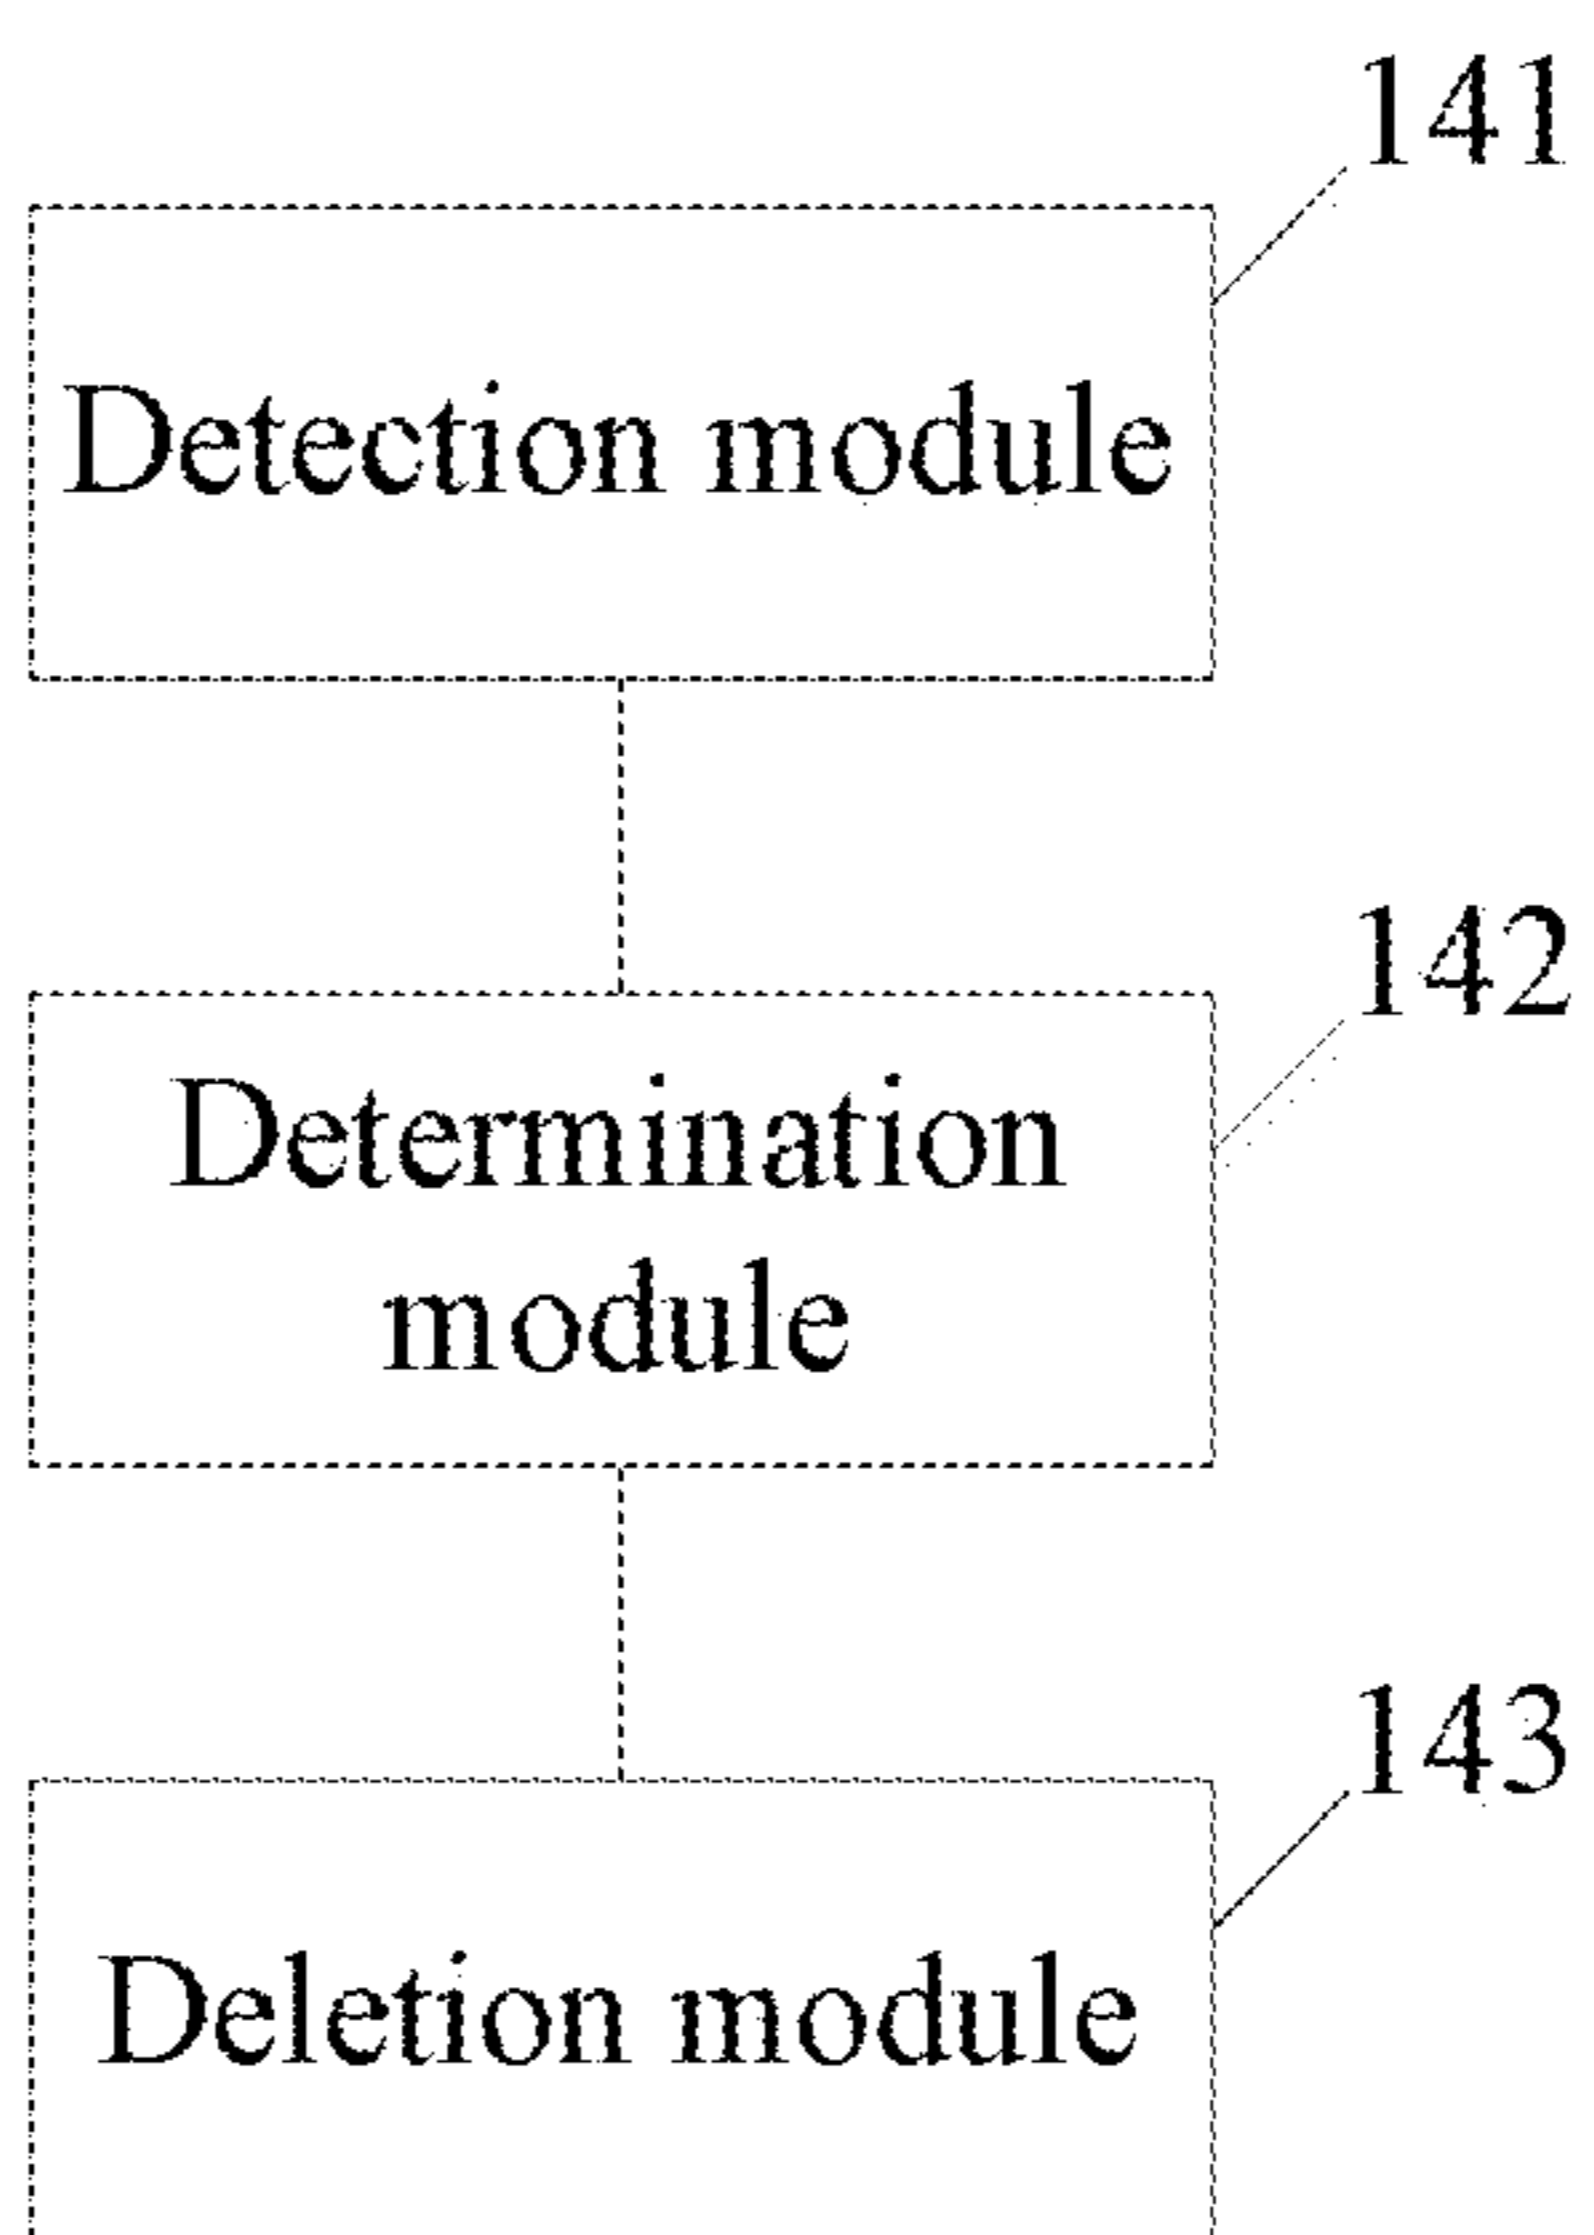 141
Detection module
142
Determination
module
143
Deletion module